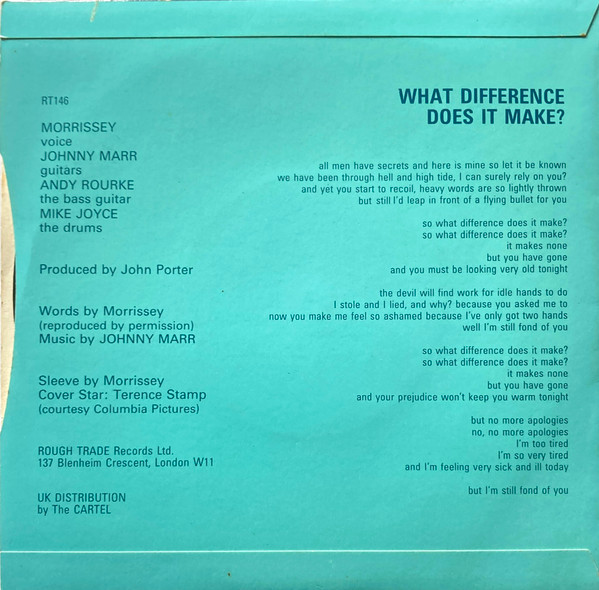 RT146
MORRISSEY
voice
JOHNNY MARR
guitars
ANDY ROURKE
the bass guitar
MIKE JOYCE
the drums
Produced by John Porter
Words by Morrissey
(reproduced by permission)
Music by JOHNNY MARR
Sleeve by Morrissey
Cover Star: Terence Stamp
(courtesy Columbia Pictures)
ROUGH TRADE Records Ltd.
137 Blenheim Crescent, London W11
UK DISTRIBUTION
by The CARTEL
WHAT DIFFERENCE
DOES IT MAKE?
all men have secrets and here is mine so let it be known
we have been through hell and high tide, I can surely rely on you?
and yet you start to recoil, heavy words are so lightly thrown
but still I'd leap in front of a flying bullet for you
so what difference does it make?
so what difference does it make?
it makes none
but you have gone
and you must be looking very old tonight
the devil will find work for idle hands to do
I stole and I lied, and why? because you asked me to
now you make me feel so ashamed because I've only got two hands
well I'm still fond of you
so what difference does it make?
so what difference does it make?
it makes none
but you have gone
and your prejudice won't keep you warm tonight
but no more apologies
no, no more apologies
I'm too tired
I'm so very tired
and I'm feeling very sick and ill today
but I'm still fond of you